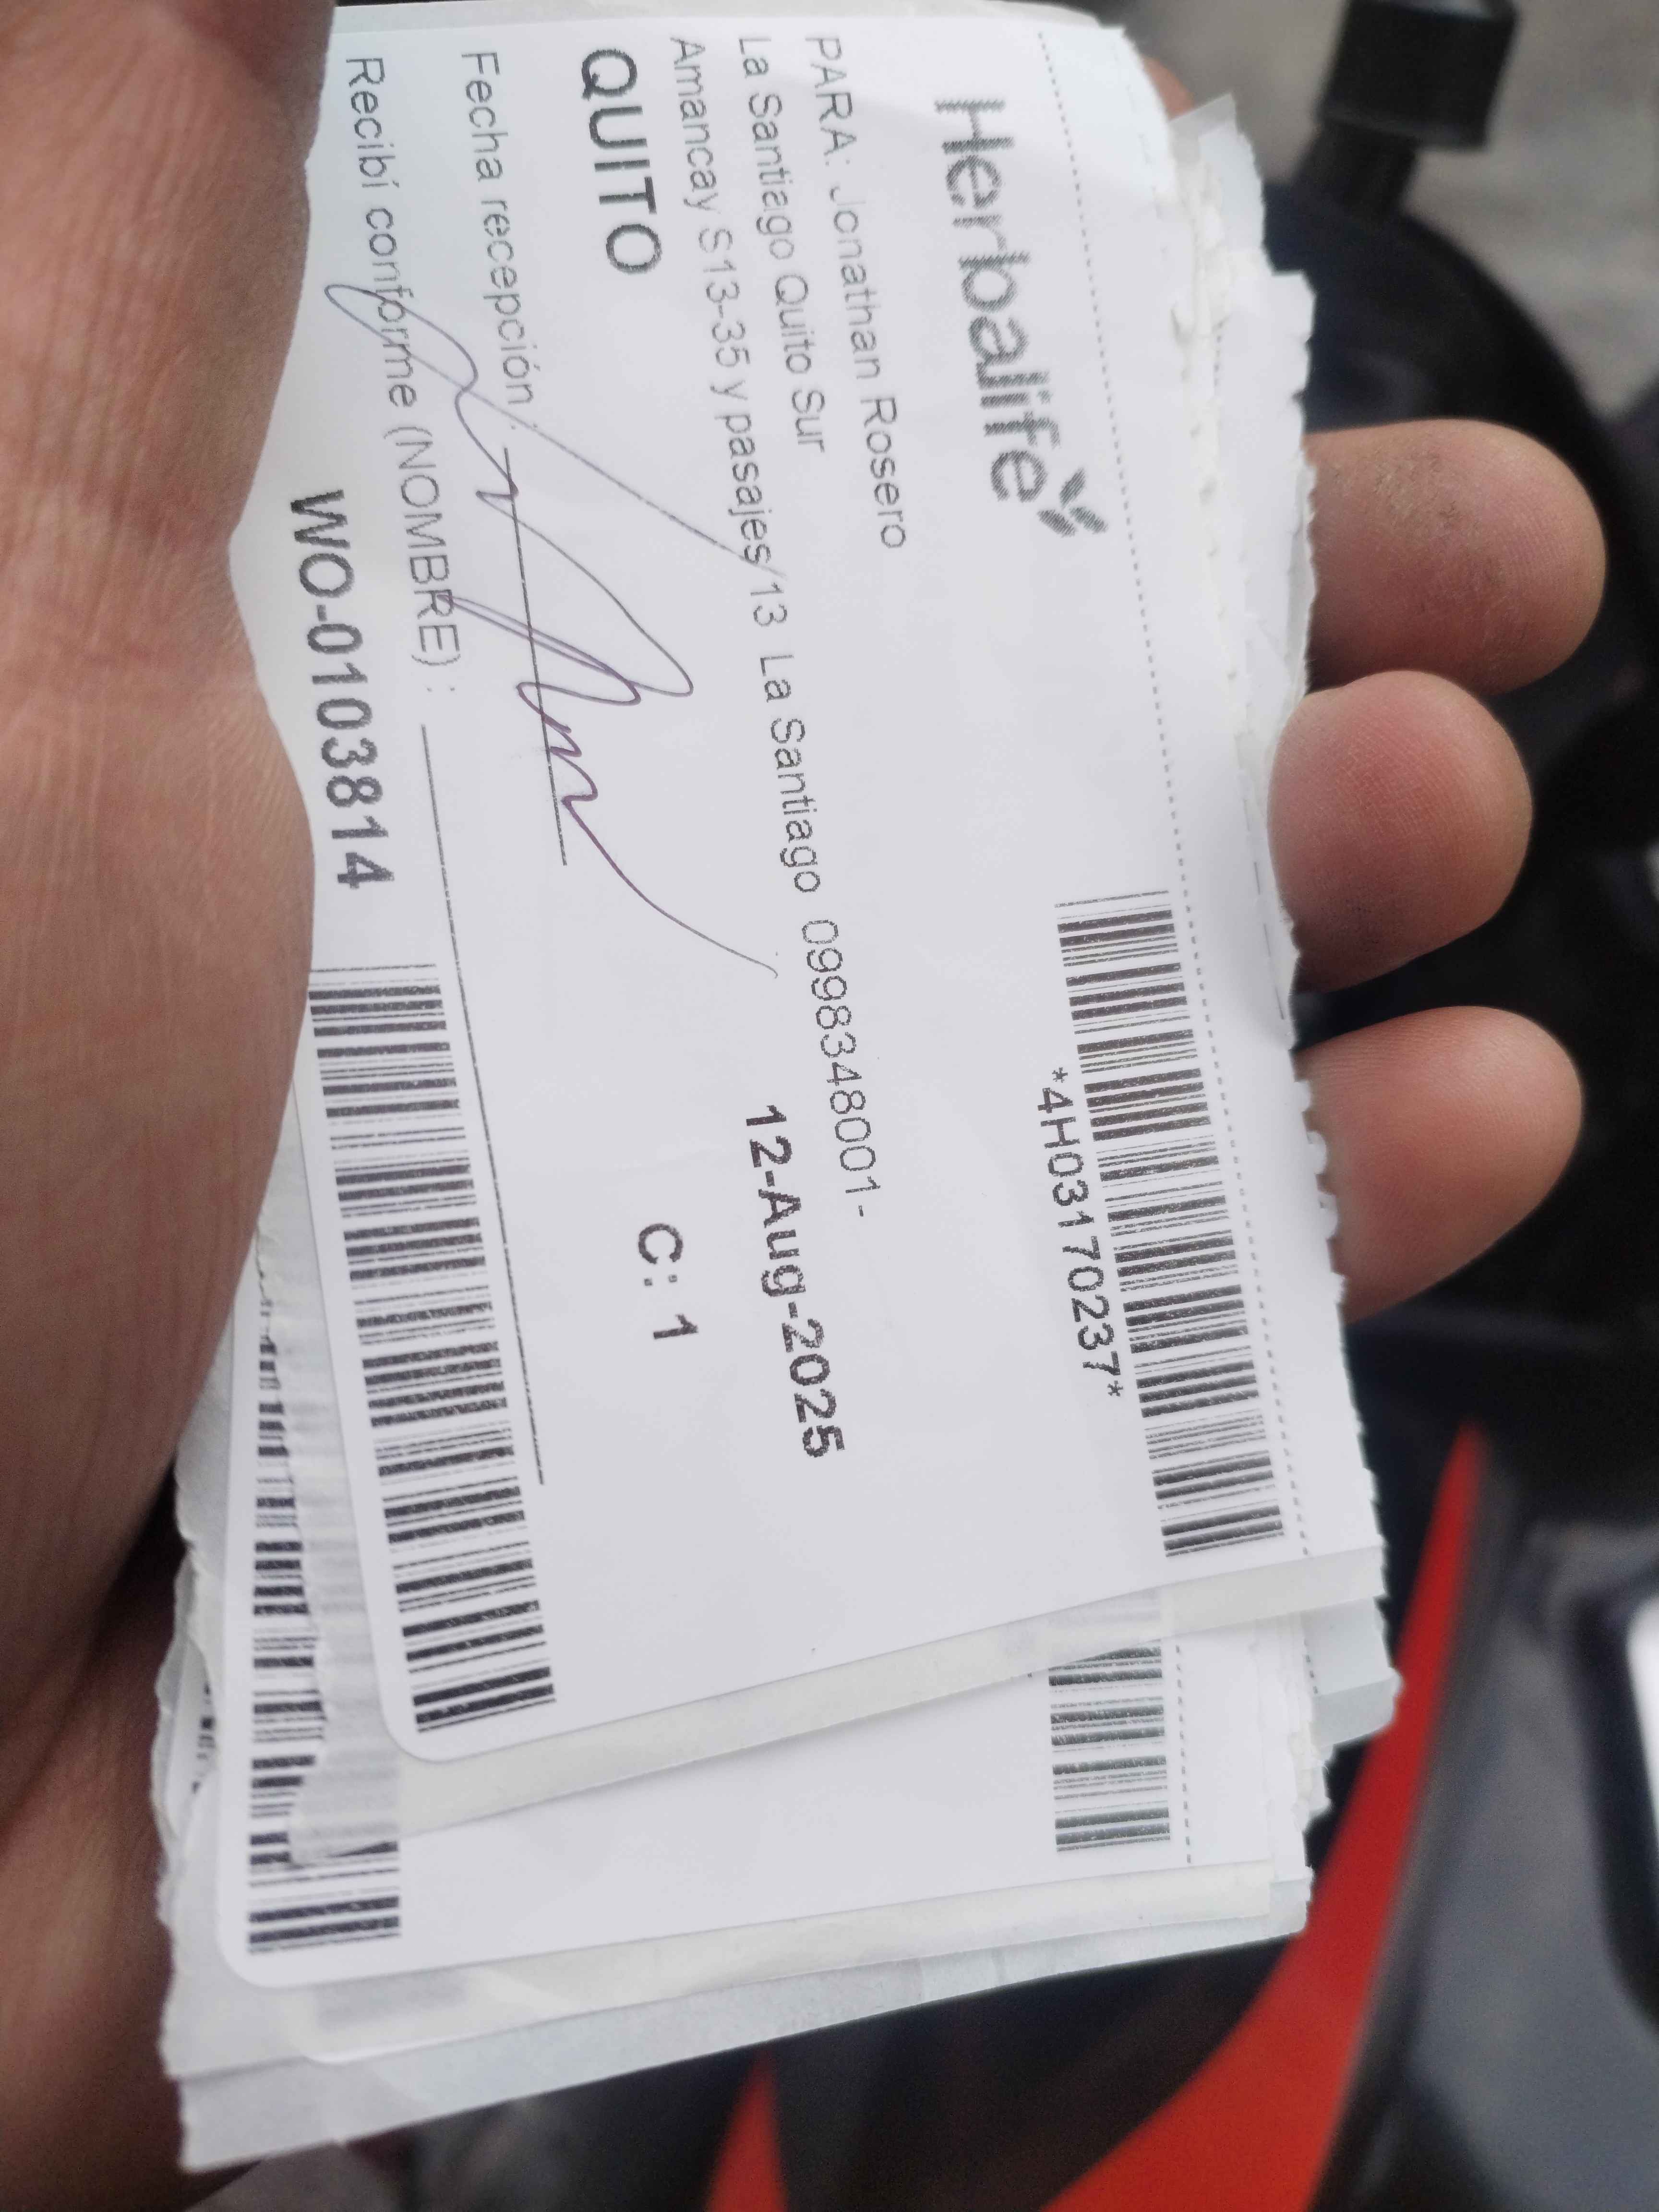 Herbalife
*4H03170237*
PARA: Jonathan Rosero
La Santiago Quito Sur
Amancay S13-35 y pasajes/13 La Santiago 0998348001-
12-Aug-2025
QUITO
C: 1
Fecha recepción :
Recibí conforme (NOMBRE) :
WO-0103814